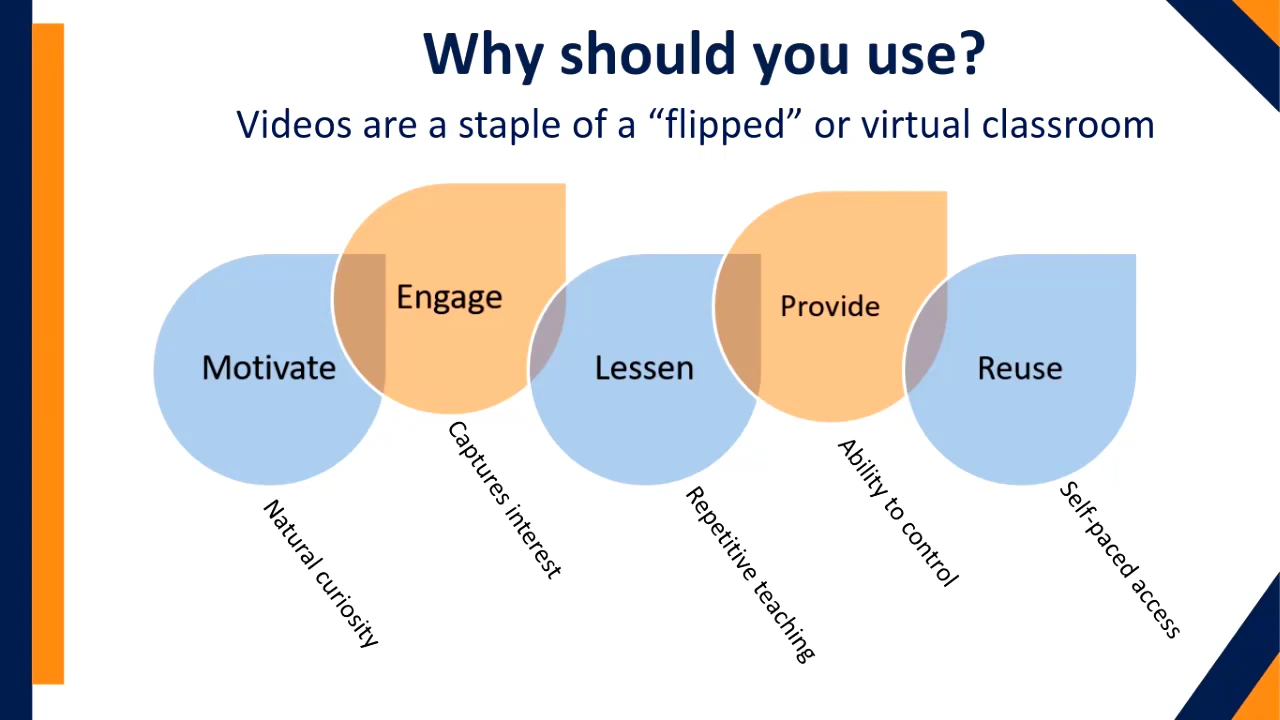 Why should you use?
Videos are a staple of a “flipped” or virtual classroom
Motivate
Natural curiosity
Engage
Captures interest
Lessen
Repetitive teaching
Provide
Ability to control
Reuse
Self-paced access